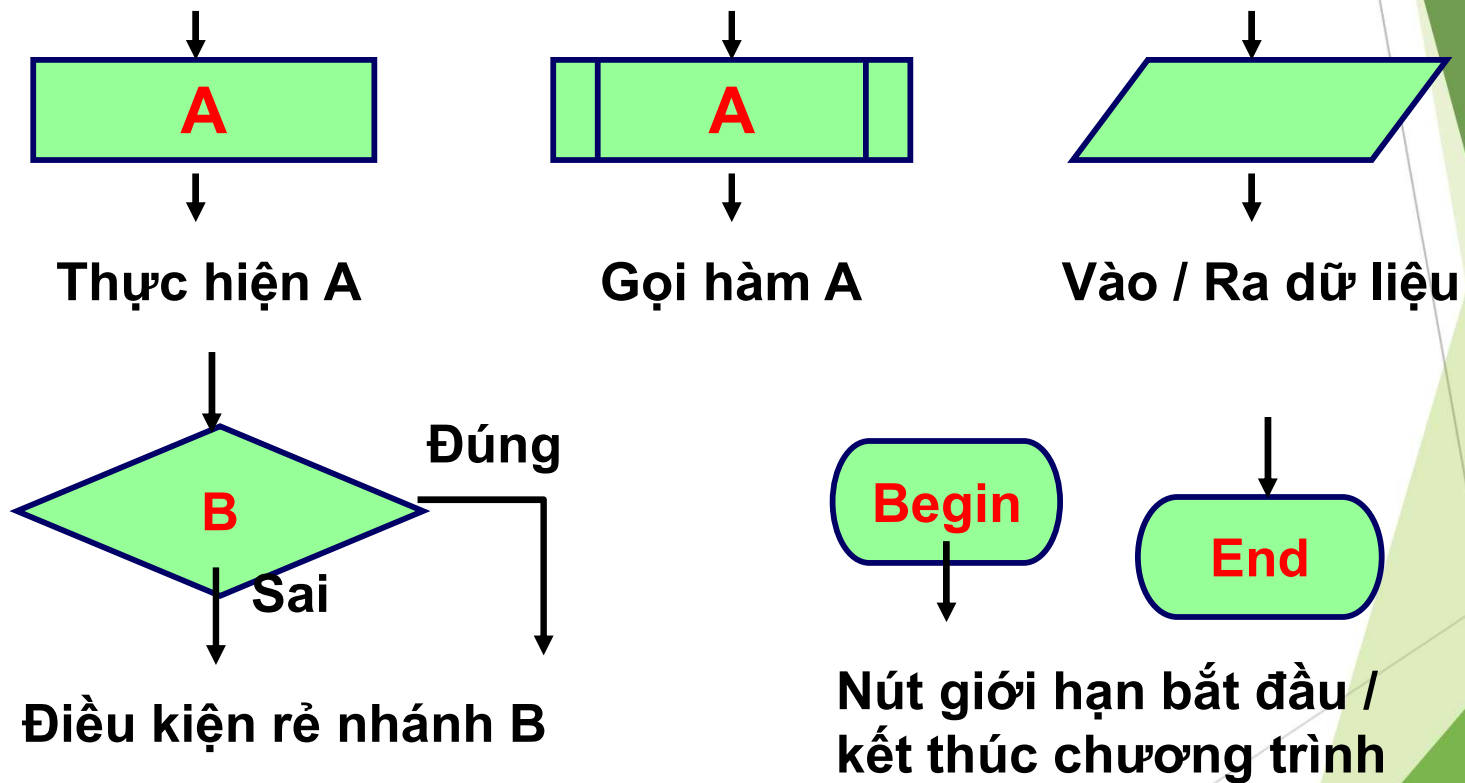 A
A
Thực hiện A
Gọi hàm A
Vào / Ra dữ liệu
Đúng
B
Sai
Begin
End
Điều kiện rẻ nhánh B
Nút giới hạn bắt đầu /
kết thúc chương trình